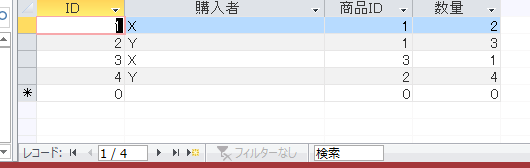 ID 購入者 商品ID 数量
1 X 1 2
2 Y 1 3
3 X 3 1
4 Y 2 4
* 0 0 0
レコード: 1 / 4 フィルターなし 検索